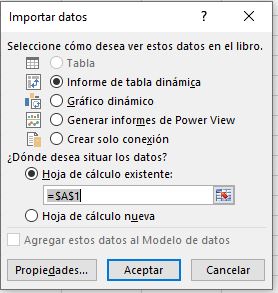 Importar datos
Seleccione cómo desea ver estos datos en el libro.
Tabla
Informe de tabla dinámica
Gráfico dinámico
Generar informes de Power View
Crear solo conexión
¿Dónde desea situar los datos?
Hoja de cálculo existente:
=$A$1
Hoja de cálculo nueva
Agregar estos datos al Modelo de datos
Propiedades... Aceptar Cancelar